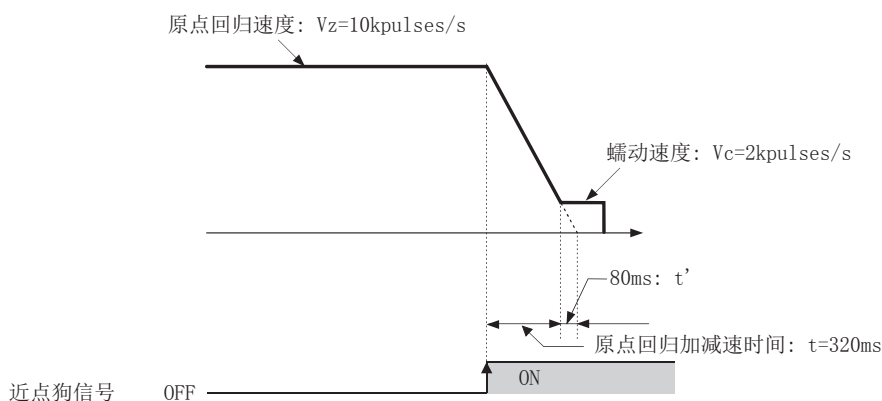 原点回归速度: Vz=10kpulses/s
蠕动速度: Vc=2kpulses/s
80ms: t'
原点回归加减速时间: t=320ms
ON
近点狗信号 OFF